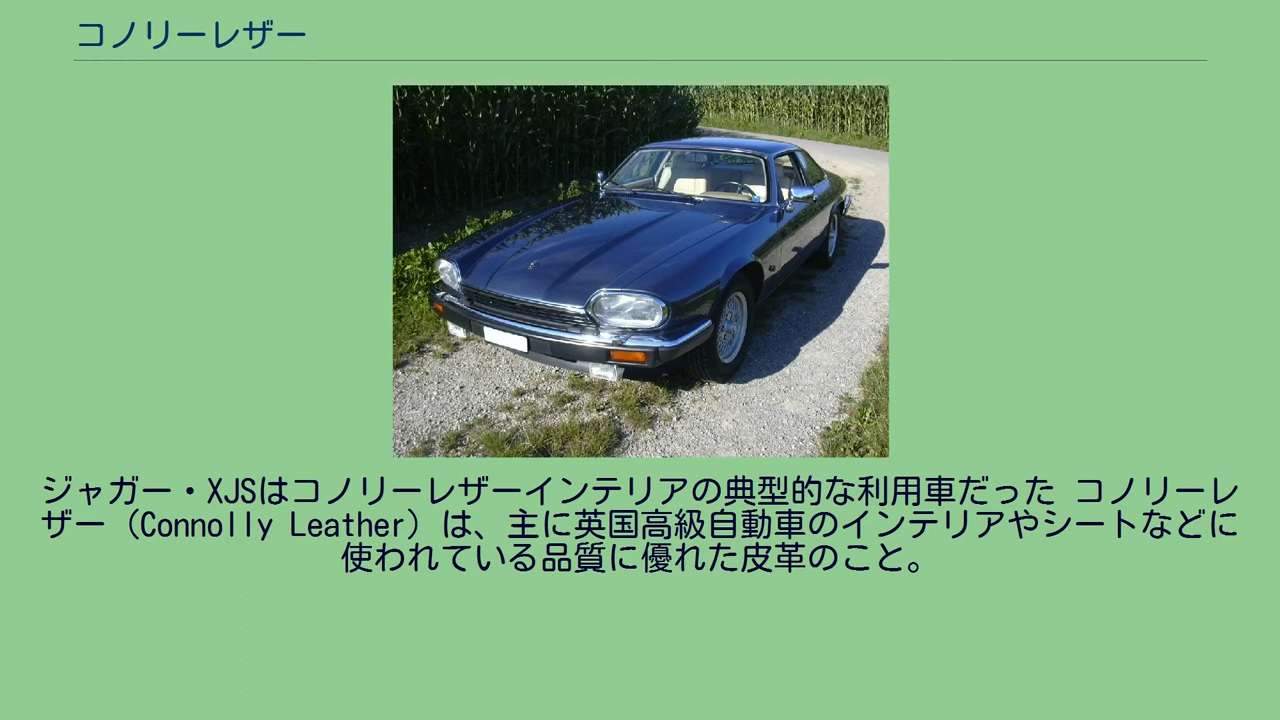 コノリーレザー
ジャガー・XJSはコノリーレザーインテリアの典型的な利用車だった コノリーレ
ザー（Connolly Leather）は、主に英国高級自動車のインテリアやシートなどに
使われている品質に優れた皮革のこと。